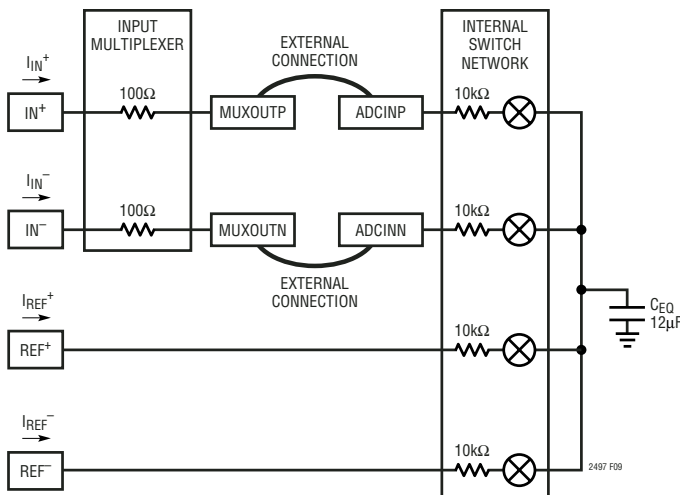 INPUT
MULTIPLEXER
EXTERNAL
CONNECTION
INTERNAL
SWITCH
NETWORK
IIN+
IN+
100Ω
MUXOUTP
ADCINP
10kΩ
IIN–
IN–
100Ω
MUXOUTN
ADCINN
10kΩ
EXTERNAL
CONNECTION
CEQ
12µF
IREF+
REF+
10kΩ
IREF–
REF–
10kΩ
2497 F09